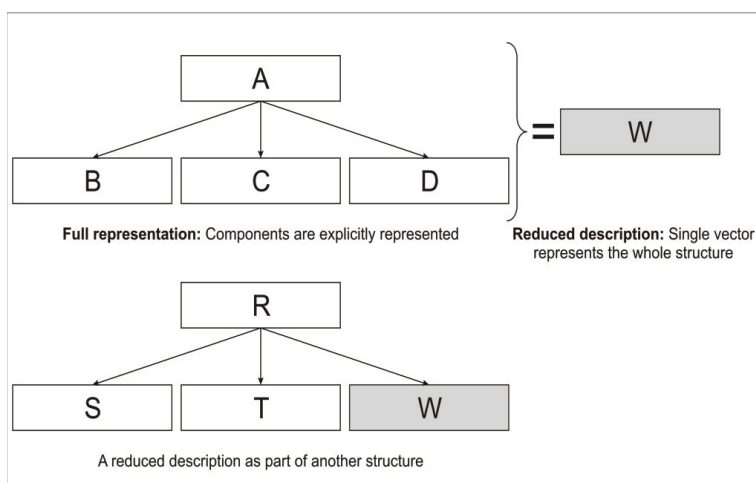 A
= W
B C D
Full representation: Components are explicitly represented
Reduced description: Single vector
represents the whole structure
R
S T W
A reduced description as part of another structure